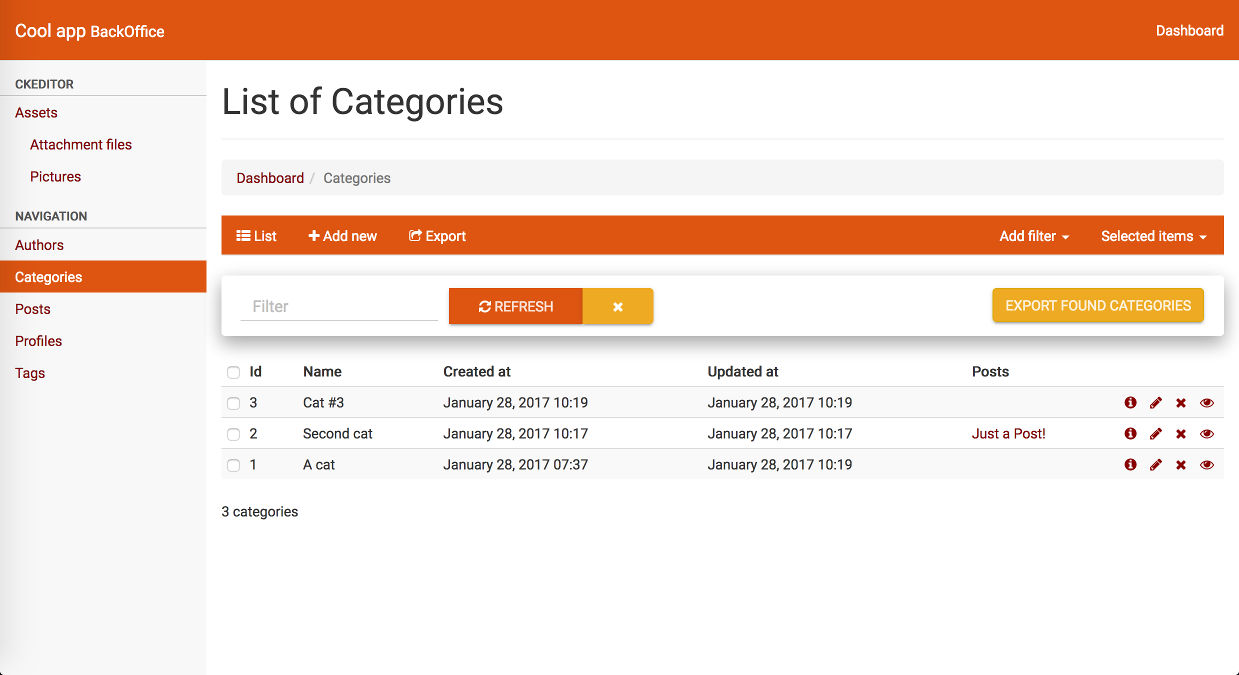 Cool app BackOffice
Dashboard
CKEDITOR
Assets
Attachment files
Pictures
NAVIGATION
Authors
Categories
Posts
Profiles
Tags
List of Categories
Dashboard / Categories
List Add new Export Add filter Selected items
Filter REFRESH EXPORT FOUND CATEGORIES
Id Name Created at Updated at Posts
3 Cat #3 January 28, 2017 10:19 January 28, 2017 10:19
2 Second cat January 28, 2017 10:17 January 28, 2017 10:17 Just a Post!
1 A cat January 28, 2017 07:37 January 28, 2017 10:19
3 categories